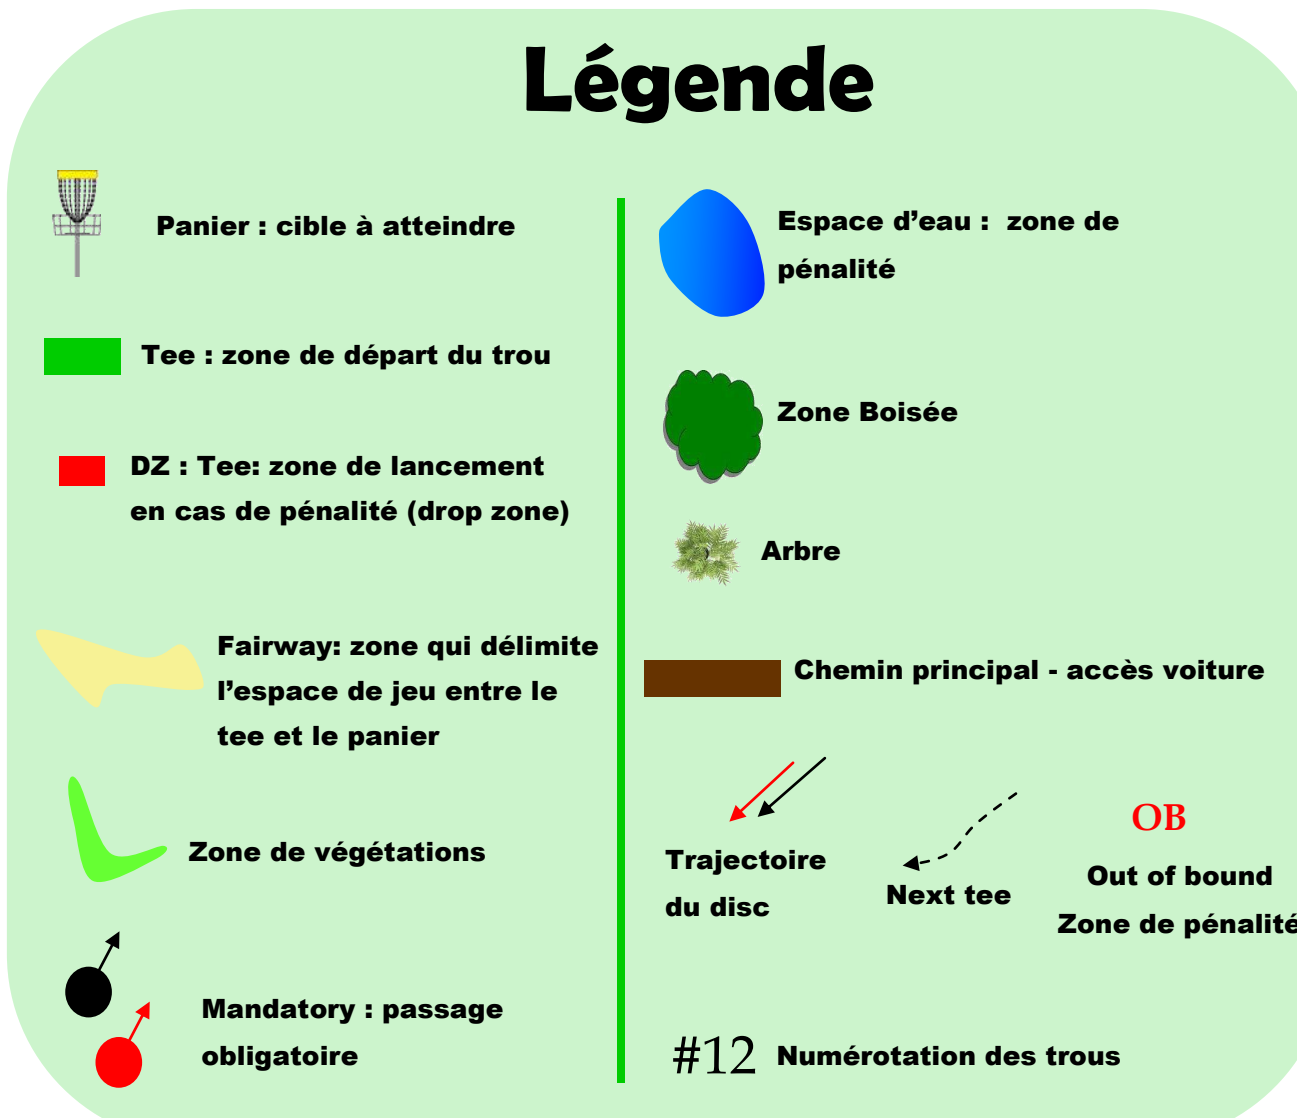 Légende
Panier : cible à atteindre
Tee : zone de départ du trou
DZ : Tee: zone de lancement
en cas de pénalité (drop zone)
Fairway: zone qui délimite
l’espace de jeu entre le
tee et le panier
Zone de végétations
Mandatory : passage
obligatoire
Espace d’eau : zone de
pénalité
Zone Boisée
Arbre
Chemin principal - accès voiture
Trajectoire
du disc
Next tee
OB
Out of bound
Zone de pénalité
#12 Numérotation des trous